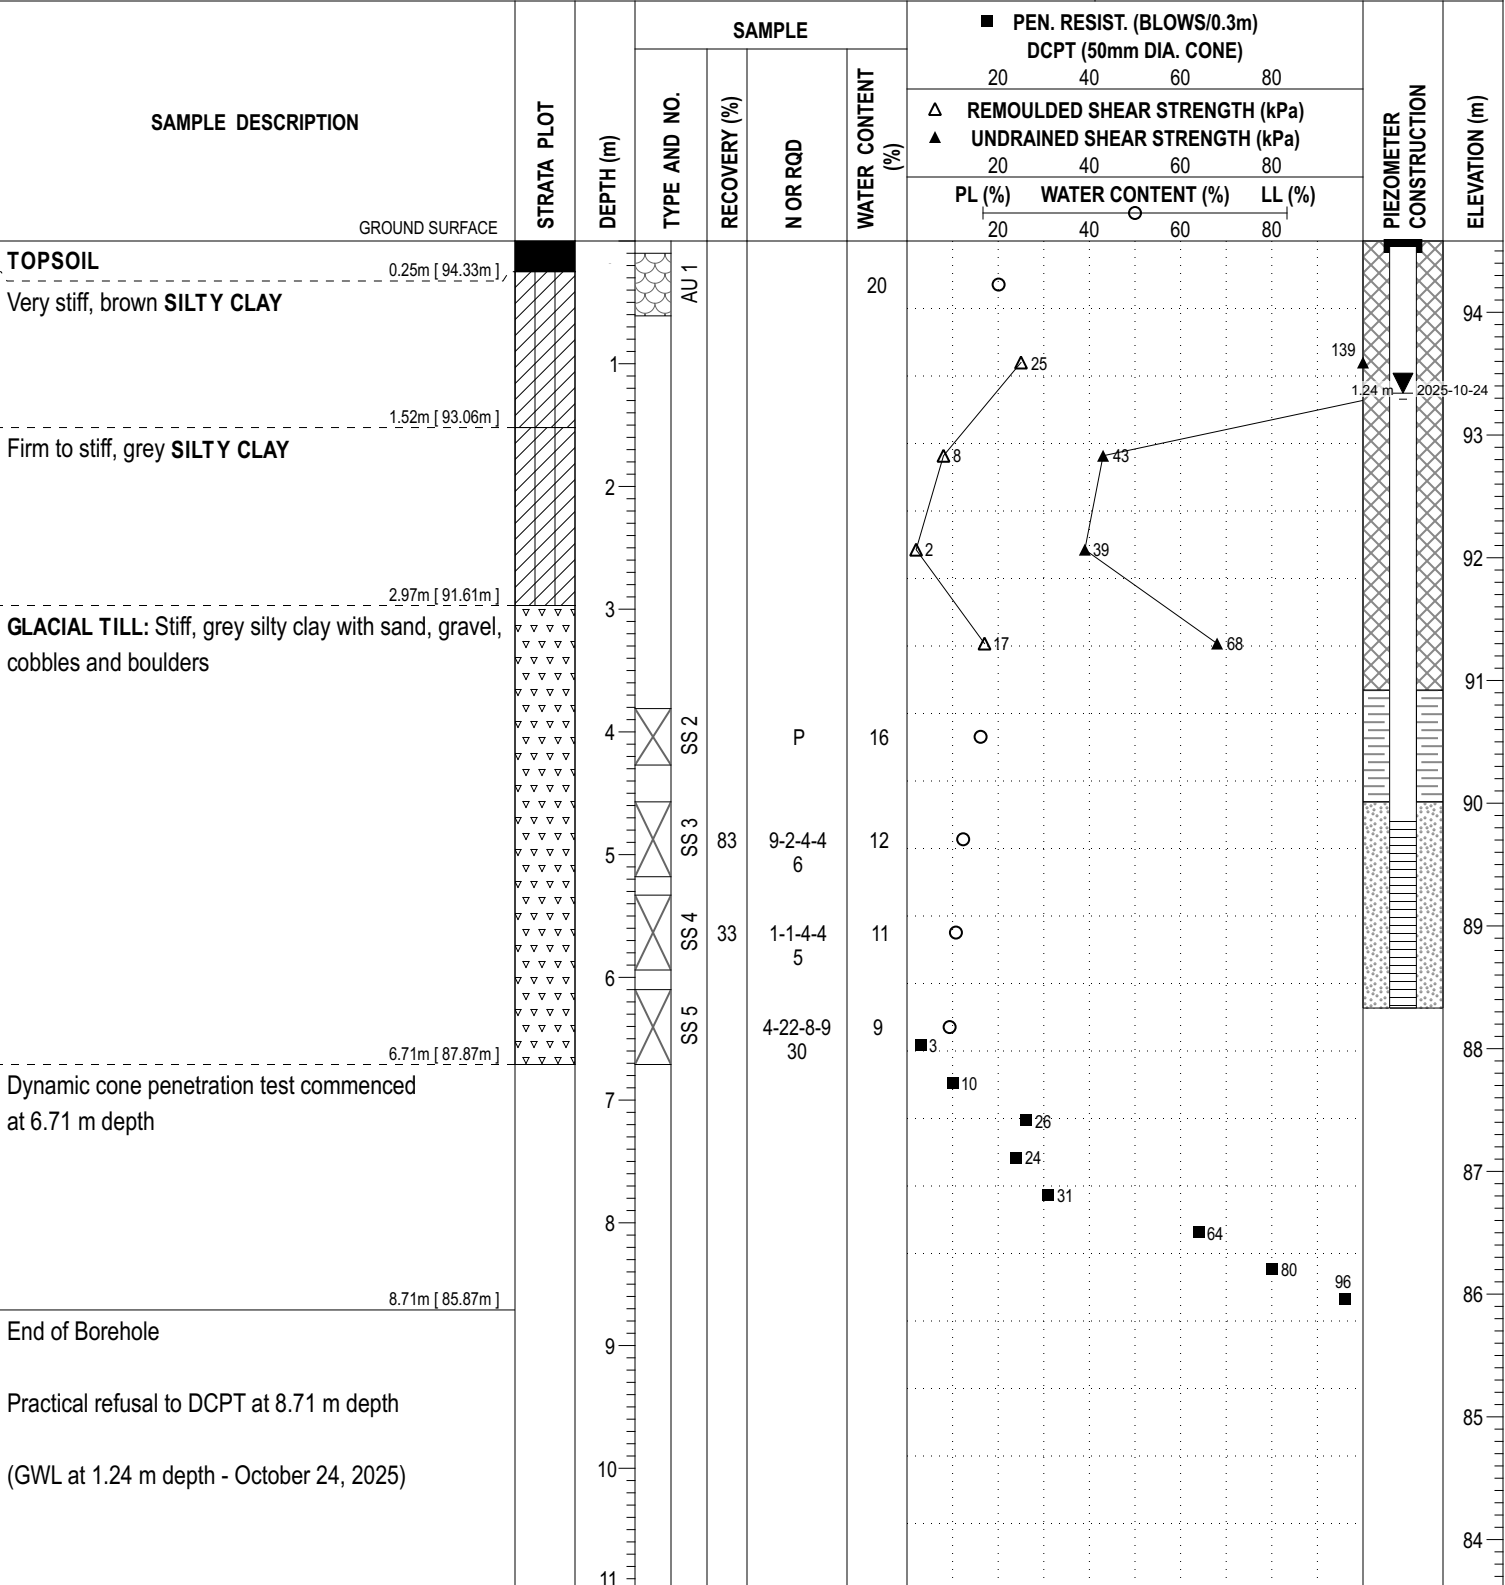 SAMPLE DESCRIPTION
GROUND SURFACE
STRATA PLOT
DEPTH (m)
SAMPLE
TYPE AND NO.
RECOVERY (%)
N OR RQD
WATER CONTENT
(%)
■ PEN. RESIST. (BLOWS/0.3m)
DCPT (50mm DIA. CONE)
20 40 60 80
△ REMOULDED SHEAR STRENGTH (kPa)
▲ UNDRAINED SHEAR STRENGTH (kPa)
20 40 60 80
PL (%) WATER CONTENT (%) LL (%)
20 40 60 80
PIEZOMETER
CONSTRUCTION
ELEVATION (m)
TOPSOIL
0.25m [ 94.33m ]
Very stiff, brown SILTY CLAY
1.52m [ 93.06m ]
Firm to stiff, grey SILTY CLAY
2.97m [ 91.61m ]
GLACIAL TILL: Stiff, grey silty clay with sand, gravel,
cobbles and boulders
6.71m [ 87.87m ]
Dynamic cone penetration test commenced
at 6.71 m depth
8.71m [ 85.87m ]
End of Borehole
Practical refusal to DCPT at 8.71 m depth
(GWL at 1.24 m depth - October 24, 2025)
1
2
3
4
5
6
7
8
9
10
11
AU 1
20
SS 2
P
16
SS 3
83
9-2-4-4
6
12
SS 4
33
1-1-4-4
5
11
SS 5
4-22-8-9
30
9
25
139
8
43
2
39
17
68
3
10
26
24
31
64
80
96
1.24 m
2025-10-24
94
93
92
91
90
89
88
87
86
85
84